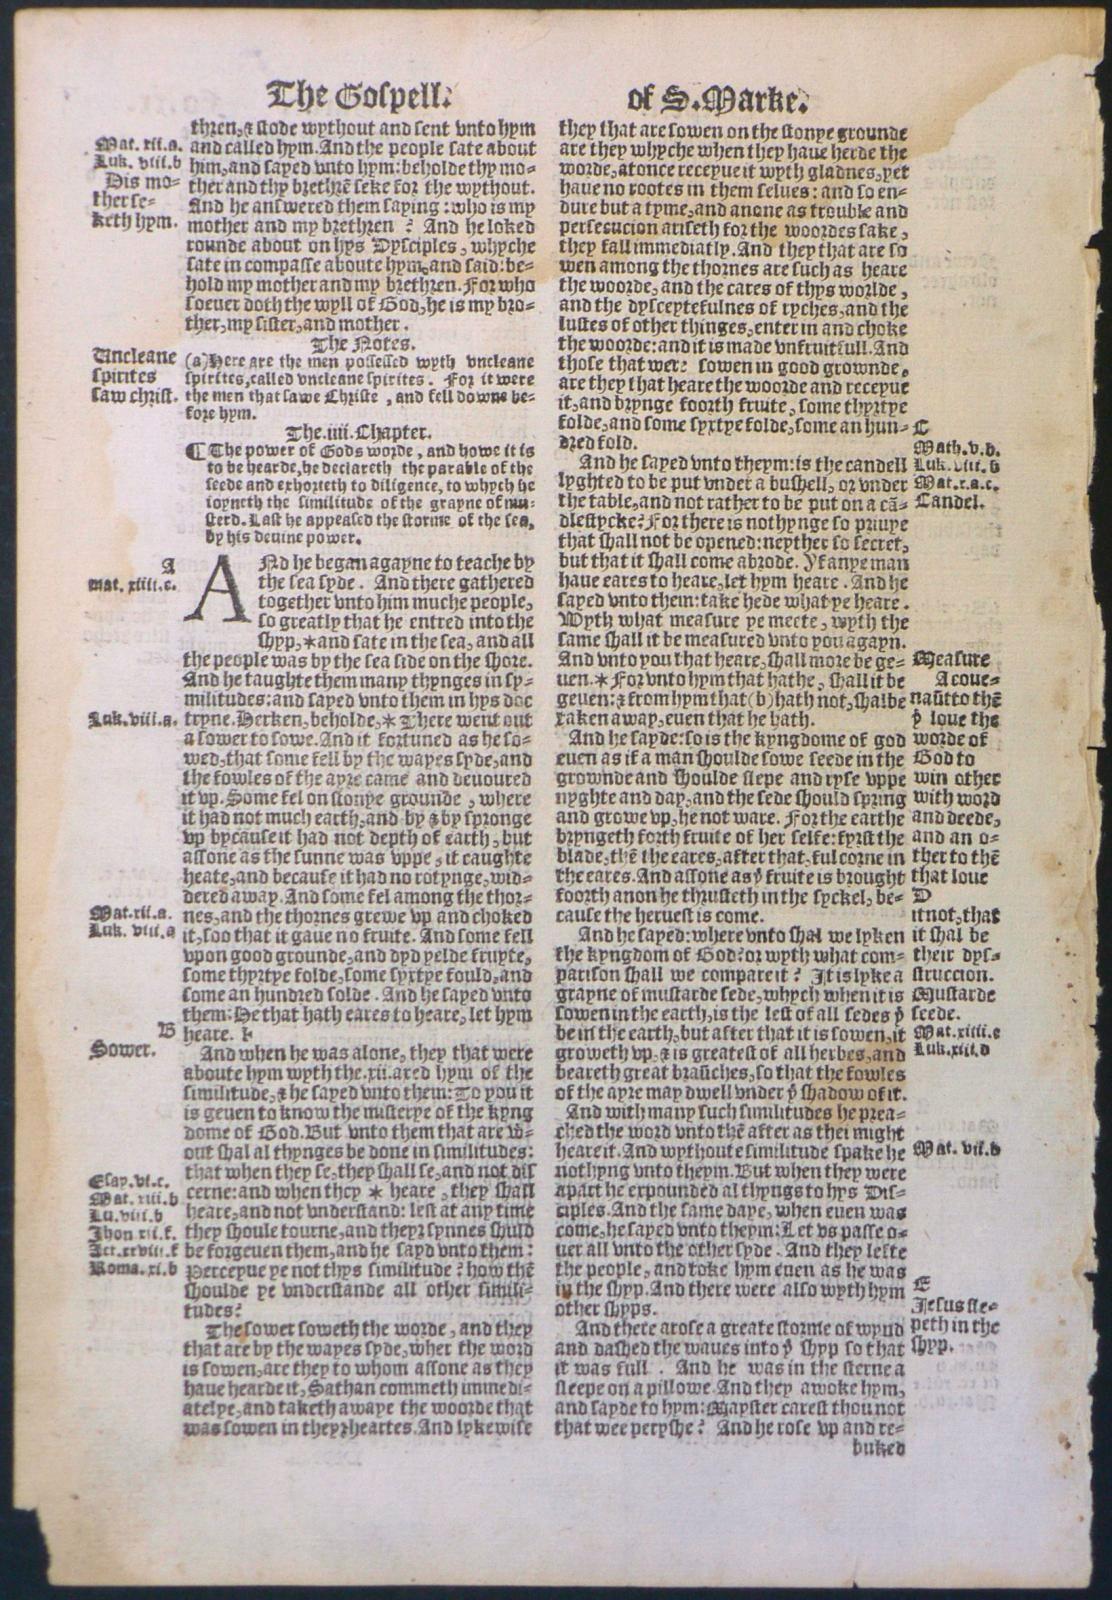 The Gospell.
thren, & stode wythout and sent vnto hym
Mat. xii.a.
and called hym. And the people sate about
Luk. viii.b
him, and sayed vnto hym: beholde thy mo-
His mo-
ther and thy brethrē seke for the wythout.
ther se-
And he answered them saying: who is my
keth hym.
mother and my brethren? And he loked
rounde about on hys Dysciples, whyche
sate in compasse aboute hym, and said: be-
hold my mother and my brethren. For who
soeuer doth the wyll of God, he is my bro-
ther, my sister, and mother.
The Notes.
Uncleane
(a) Here are the men possessed wyth vncleane
spirites
spirites, called vncleane spirites. For it were
saw christ.
the men that sawe Christe, and fell downe be-
fore hym.
The .iiii. Chapter.
¶ The power of Gods worde, and howe it is
to be hearde, he declareth the parable of the
seede and exhorteth to diligence, to whych he
ioyneth the similitude of the grayne of mu-
sterd. Last he appeased the storme of the sea,
by his deuine power.
A
mat. xiiii.c.
ANd he began agayne to teache by
the sea syde. And there gathered
together vnto him muche people,
so greatly that he entred into the
shyp, * and sate in the sea, and all
the people was by the sea side on the shore.
And he taughte them many thynges in sy-
militudes: and sayed vnto them in hys doc
Luk. viii.a.
tryne. Herken, beholde, * There went out
a sower to sowe. And it fortuned as he so-
wed, that some fell by the wayes syde, and
the fowles of the ayre came and deuoured
it vp. Some fel on stonye grounde, where
it had not much earth, and by & by spronge
vp bycause it had not depth of earth, but
assone as the sunne was vppe, it caughte
heate, and because it had no rotynge, wid-
dered away. And some fel among the thor-
Mat. xii.a.
nes, and the thornes grewe vp and choked
Luk. viii.a
it, soo that it gaue no fruite. And some fell
vpon good grounde, and dyd yelde fruyte,
some thyrtye folde, some syxtye fould, and
some an hundred folde. And he sayed vnto
them: He that hath eares to heare, let hym
B
heare.
Sower.
And when he was alone, they that were
aboute hym wyth the .xii. axed hym of the
similitude, & he sayed vnto them: To you it
is geuen to know the misterye of the kyng
dome of God. But vnto them that are wt
out shal al thynges be done in similitudes:
that when they se, they shall se, and not dis
Esay. vi.c.
cerne: and when they * heare, they shall
Mat. xiii.b
heare, and not vnderstand: lest at any time
Lu. viii.b
they shoule tourne, and theyr synnes shuld
Jhon xii.f.
be forgeuen them, and he sayd vnto them:
Act. xxviii.f
Perceyue ye not thys similitude? how thē
Roma. xi.b
shoulde ye vnderstande all other simili-
tudes?
The sower soweth the worde, and they
that are by the wayes syde, wher the word
is sowen, are they to whom assone as they
haue hearde it, Sathan commeth immedi-
atelye, and taketh awaye the woorde that
was sowen in theyr heartes. And lykewise
of S. Marke.
they that are sowen on the stonye grounde
are they whyche when they haue herde the
worde, at once receyue it wyth gladnes, yet
haue no rootes in them selues: and so en-
dure but a tyme, and anone as trouble and
persecucion ariseth for the woordes sake,
they fall immediatly. And they that are so
wen among the thornes are such as heare
the woorde, and the cares of thys worlde,
and the dysceytefulnes of ryches, and the
lustes of other thinges, enter in and choke
the woorde: and it is made vnfruitfull. And
those that were sowen in good grownde,
are they that heare the woorde and receyue
it, and brynge foorth fruite, some thyrtye
folde, and some syxtye folde, some an hun-
C
dred fold.
Math. v.b.
And he sayed vnto theym: is the candell
Luk. viii.b
lyghted to be put vnder a bushell, or vnder
Mat. x.a.c.
the table, and not rather to be put on a cā-
Candel.
dlestycke? For there is nothynge so priuye
that shall not be opened: neyther so secret,
but that it shall come abrode. Yf anye man
haue eares to heare, let hym heare. And he
sayed vnto them: take hede what ye heare.
Wyth what measure ye meete, wyth the
same shall it be measured vnto you agayn.
And vnto you that heare, shall more be ge-
Measure
uen. * For vnto hym that hathe, shall it be
A coue-
geuen: & from hym that (b) hath not, shal be
naūt to thē
taken away, euen that he hath.
yt loue the
And he sayde: so is the kyngdome of god
worde of
euen as if a man shoulde sowe seede in the
God to
grownde and shoulde slepe and ryse vppe
win other
nyghte and day, and the sede should spring
with word
and growe vp, he not ware. For the earthe
and deede,
bryngeth forth fruite of her selfe: fyrst the
and an o-
blade, thē the eares, after that, ful corne in
ther to thē
the eares. And assone as yt fruite is brought
that loue
foorth anon he thrusteth in the syckel, be-
D
cause the heruest is come.
it not, that
And he sayed: where vnto shal we lyken
it shal be
the kyngdom of God? or wyth what com-
their dys-
parison shall we compare it? It is lyke a
struccion.
grayne of mustarde sede, whych when it is
Mustarde
sowen in the earth, is the lest of all sedes yt
seede.
be in the earth, but after that it is sowen, it
Mat. xiiii.e
groweth vp, & is greatest of all herbes, and
Luk. xiii.d
beareth great braūches, so that the fowles
of the ayre may dwell vnder yt shadow of it.
And with many such similitudes he prea-
ched the word vnto thē after as thei might
heare it. And wythoute similitude spake he
Mat. vii.b
nothyng vnto theym. But when they were
apart he expounded al thyngs to hys Dis-
ciples. And the same daye, when euen was
come, he sayed vnto theym: Let vs passe o-
uer all vnto the other syde. And they lefte
the people, and toke hym euen as he was
E
in the shyp. And there were also wyth hym
Jesus sle-
other shyps.
peth in the
And there arose a greate storme of wynd
shyp.
and dashed the waues into yt shyp so that
it was full. And he was in the sterne a
sleepe on a pillowe. And they awoke hym,
and sayde to hym: Mayster carest thou not
that wee peryshe? And he rose vp and re-
buked